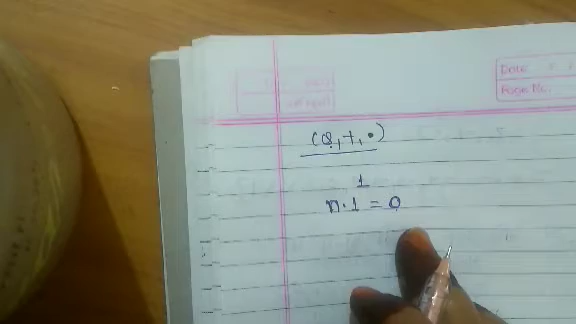 Date
Page No.
(Q, +, •)
1
n·1 = 0